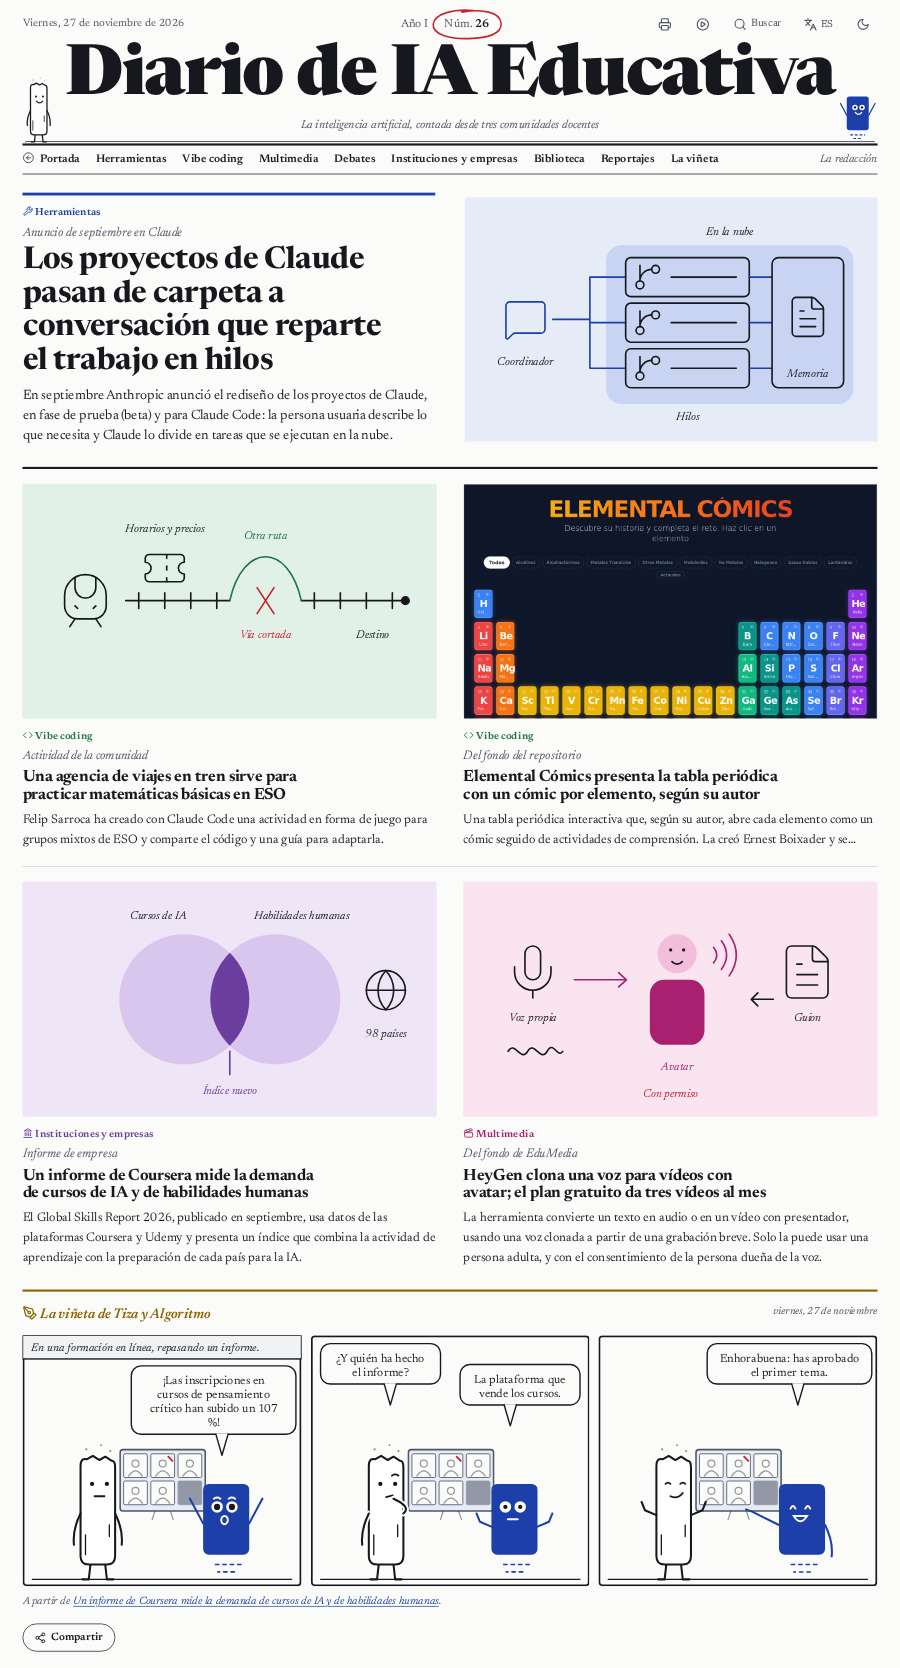 Viernes, 27 de noviembre de 2026
Año I Núm. 26
Buscar
ES
Diario de IA Educativa
La inteligencia artificial, contada desde tres comunidades docentes
Portada Herramientas Vibe coding Multimedia Debates Instituciones y empresas Biblioteca Reportajes La viñeta La redacción
Herramientas
Anuncio de septiembre en Claude
Los proyectos de Claude
pasan de carpeta a
conversación que reparte
el trabajo en hilos
En septiembre Anthropic anunció el rediseño de los proyectos de Claude,
en fase de prueba (beta) y para Claude Code: la persona usuaria describe lo
que necesita y Claude lo divide en tareas que se ejecutan en la nube.
En la nube
Coordinador
Memoria
Hilos
Horarios y precios
Otra ruta
Vía cortada
Destino
Vibe coding
Actividad de la comunidad
Una agencia de viajes en tren sirve para
practicar matemáticas básicas en ESO
Felip Sarroca ha creado con Claude Code una actividad en forma de juego para
grupos mixtos de ESO y comparte el código y una guía para adaptarla.
ELEMENTAL CÓMICS
Descubre su historia y completa el reto. Haz clic en un
elemento
Todos
H He
Li Be B C N O F Ne
Na Mg Al Si P S Cl Ar
K Ca Sc Ti V Cr Mn Fe Co Ni Cu Zn Ga Ge As Se Br Kr
Vibe coding
Del fondo del repositorio
Elemental Cómics presenta la tabla periódica
con un cómic por elemento, según su autor
Una tabla periódica interactiva que, según su autor, abre cada elemento como un
cómic seguido de actividades de comprensión. La creó Ernest Boixader y se...
Cursos de IA
Habilidades humanas
98 países
Índice nuevo
Instituciones y empresas
Informe de empresa
Un informe de Coursera mide la demanda
de cursos de IA y de habilidades humanas
El Global Skills Report 2026, publicado en septiembre, usa datos de las
plataformas Coursera y Udemy y presenta un índice que combina la actividad de
aprendizaje con la preparación de cada país para la IA.
Voz propia
Guion
Avatar
Con permiso
Multimedia
Del fondo de EduMedia
HeyGen clona una voz para vídeos con
avatar; el plan gratuito da tres vídeos al mes
La herramienta convierte un texto en audio o en un vídeo con presentador,
usando una voz clonada a partir de una grabación breve. Solo la puede usar una
persona adulta, y con el consentimiento de la persona dueña de la voz.
La viñeta de Tiza y Algoritmo
viernes, 27 de noviembre
En una formación en línea, repasando un informe.
¡Las inscripciones en
cursos de pensamiento
crítico han subido un 107
%!
¿Y quién ha hecho
el informe?
La plataforma que
vende los cursos.
Enhorabuena: has aprobado
el primer tema.
A partir de Un informe de Coursera mide la demanda de cursos de IA y de habilidades humanas.
Compartir